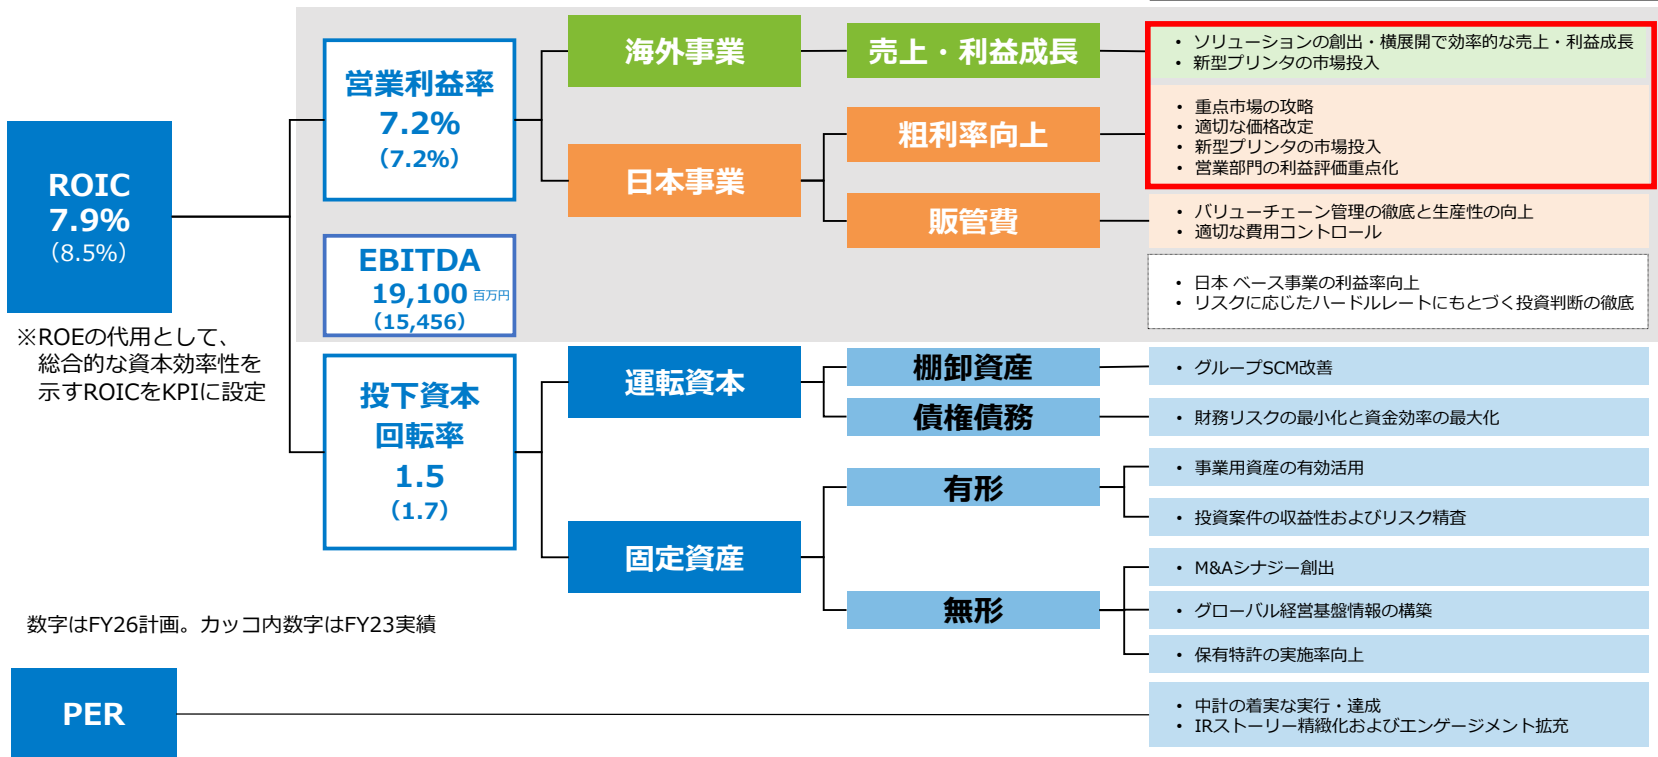 ROIC
7.9%
（8.5%）
※ROEの代用として、
総合的な資本効率性を
示すROICをKPIに設定
営業利益率
7.2%
（7.2%）
EBITDA
19,100 百万円
（15,456）
海外事業
売上・利益成長
• ソリューションの創出・横展開で効率的な売上・利益成長
• 新型プリンタの市場投入
日本事業
粗利率向上
• 重点市場の攻略
• 適切な価格改定
• 新型プリンタの市場投入
• 営業部門の利益評価重点化
販管費
• バリューチェーン管理の徹底と生産性の向上
• 適切な費用コントロール
• 日本 ベース事業の利益率向上
• リスクに応じたハードルレートにもとづく投資判断の徹底
投下資本
回転率
1.5
（1.7）
運転資本
棚卸資産
• グループSCM改善
債権債務
• 財務リスクの最小化と資金効率の最大化
固定資産
有形
• 事業用資産の有効活用
• 投資案件の収益性およびリスク精査
無形
• M&Aシナジー創出
• グローバル経営基盤情報の構築
• 保有特許の実施率向上
数字はFY26計画。カッコ内数字はFY23実績
PER
• 中計の着実な実行・達成
• IRストーリー精緻化およびエンゲージメント拡充